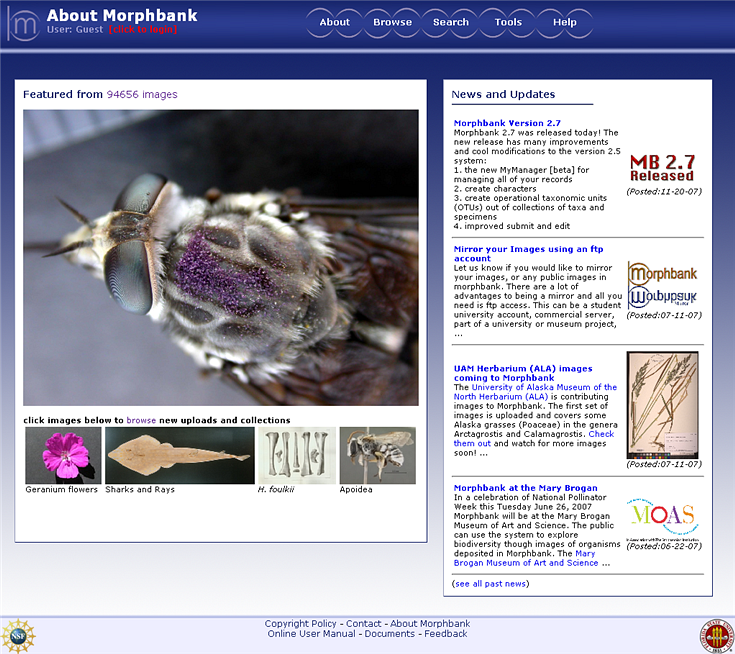 About Morphbank
User: Guest (click to login)
About Browse Search Tools Help
Featured from 94656 images
click images below to browse new uploads and collections
Geranium flowers
Sharks and Rays
H. foulkii
Apoidea
News and Updates
Morphbank Version 2.7
Morphbank 2.7 was released today! The
new release has many improvements
and cool modifications to the version 2.5
system:
1. the new MyManager [beta] for
managing all of your records
2. create characters
3. create operational taxonomic units
(OTUs) out of collections of taxa and
specimens
4. improved submit and edit
MB 2.7
Released
(Posted:11-20-07)
Mirror your Images using an ftp
account
Let us know if you would like to mirror
your images, or any public images in
morphbank. There are a lot of
advantages to being a mirror and all you
need is ftp access. This can be a student
university account, commercial server,
part of a university or museum project,
...
Morphbank
(Posted:07-11-07)
UAM Herbarium (ALA) images
coming to Morphbank
The University of Alaska Museum of the
North Herbarium (ALA) is contributing
images to Morphbank. The first set of
images is uploaded and covers some
Alaska grasses (Poaceae) in the genera
Arctagrostis and Calamagrostis. Check
them out and watch for more images
soon! ...
(Posted:07-11-07)
Morphbank at the Mary Brogan
In a celebration of National Pollinator
Week this Tuesday June 26, 2007
Morphbank will be at the Mary Brogan
Museum of Art and Science. The public
can use the system to explore
biodiversity though images of organisms
deposited in Morphbank. The Mary
Brogan Museum of Art and Science ...
MOAS
(Posted:06-22-07)
(see all past news)
Copyright Policy - Contact - About Morphbank
Online User Manual - Documents - Feedback
NSF